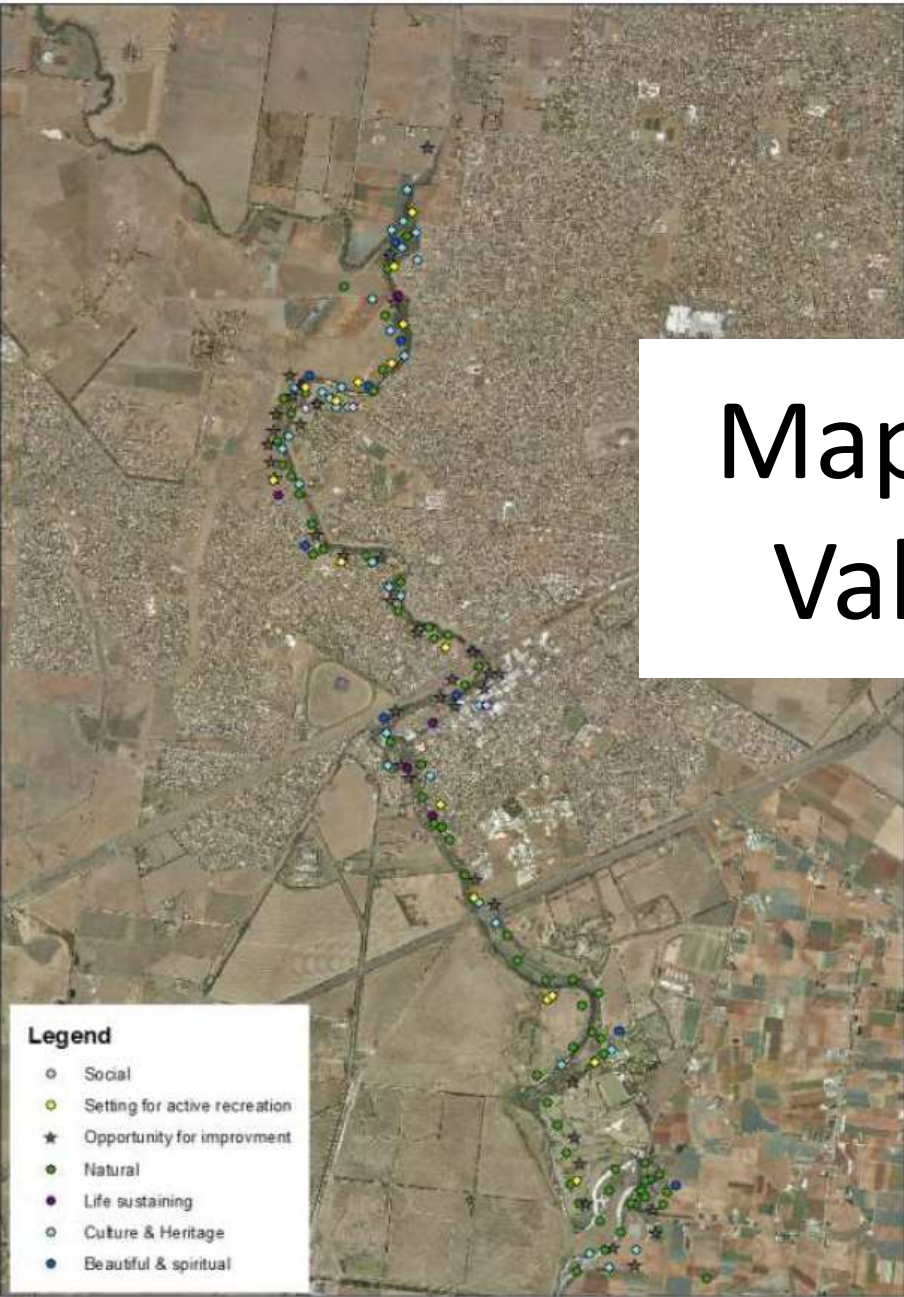 Map
Val
Legend
Social
Setting for active recreation
Opportunity for improvment
Natural
Life sustaining
Culture & Heritage
Beautiful & spiritual